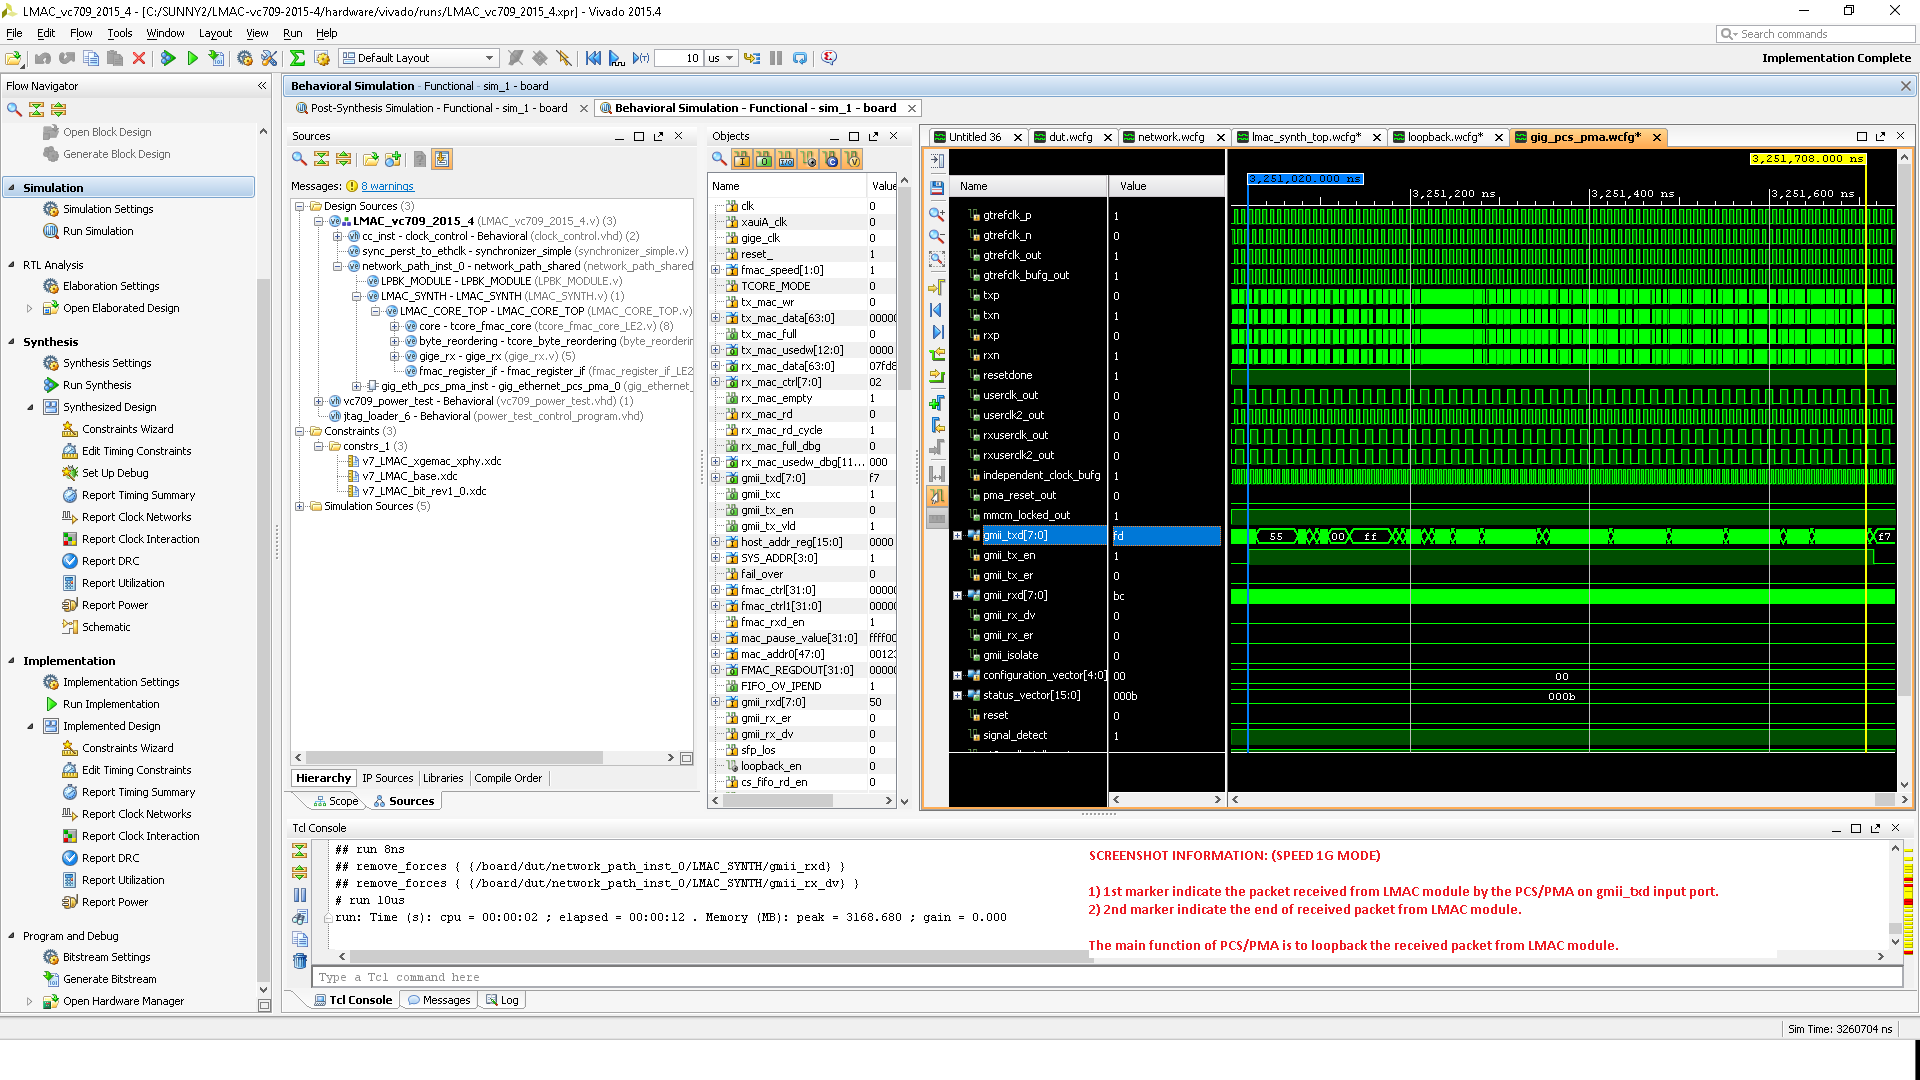 LMAC_vc709_2015_4 - [C:/SUNNY2/LMAC-vc709-2015-4/hardware/vivado/runs/LMAC_vc709_2015_4.xpr] - Vivado 2015.4
File Edit Flow Tools Window Layout View Run Help
Search commands
Default Layout
10 us
Implementation Complete
Flow Navigator
Open Block Design
Generate Block Design
Simulation
Simulation Settings
Run Simulation
RTL Analysis
Elaboration Settings
Open Elaborated Design
Synthesis
Synthesis Settings
Run Synthesis
Synthesized Design
Constraints Wizard
Edit Timing Constraints
Set Up Debug
Report Timing Summary
Report Clock Networks
Report Clock Interaction
Report DRC
Report Utilization
Report Power
Schematic
Implementation
Implementation Settings
Run Implementation
Implemented Design
Constraints Wizard
Edit Timing Constraints
Report Timing Summary
Report Clock Networks
Report Clock Interaction
Report DRC
Report Utilization
Report Power
Program and Debug
Bitstream Settings
Generate Bitstream
Open Hardware Manager
Behavioral Simulation - Functional - sim_1 - board
Post-Synthesis Simulation - Functional - sim_1 - board
Behavioral Simulation - Functional - sim_1 - board
Sources
Messages: 8 warnings
Design Sources (3)
LMAC_vc709_2015_4 (LMAC_vc709_2015_4.v) (3)
cc_inst - clock_control - Behavioral (clock_control.vhd) (2)
sync_perst_to_ethclk - synchronizer_simple (synchronizer_simple.v)
network_path_inst_0 - network_path_shared (network_path_shared
LPBK_MODULE - LPBK_MODULE (LPBK_MODULE.v)
LMAC_SYNTH - LMAC_SYNTH (LMAC_SYNTH.v) (1)
LMAC_CORE_TOP - LMAC_CORE_TOP (LMAC_CORE_TOP.v)
core - tcore_fmac_core (tcore_fmac_core_LE2.v) (8)
byte_reordering - tcore_byte_reordering (byte_reorderin
gige_rx - gige_rx (gige_rx.v) (5)
fmac_register_if - fmac_register_if (fmac_register_if_LE2
gig_eth_pcs_pma_inst - gig_ethernet_pcs_pma_0 (gig_ethernet_
vc709_power_test - Behavioral (vc709_power_test.vhd) (1)
jtag_loader_6 - Behavioral (power_test_control_program.vhd)
Constraints (3)
constrs_1 (3)
v7_LMAC_xgemac_xphy.xdc
v7_LMAC_base.xdc
v7_LMAC_bit_rev1_0.xdc
Simulation Sources (5)
Hierarchy IP Sources Libraries Compile Order
Scope Sources
Objects
Name Value
clk 0
xauiA_clk 0
gige_clk 0
reset_ 1
fmac_speed[1:0] 1
TCORE_MODE 0
tx_mac_wr 0
tx_mac_data[63:0] 00000
tx_mac_full 0
tx_mac_usedw[12:0] 0000
rx_mac_data[63:0] 07fd8
rx_mac_ctrl[7:0] 02
rx_mac_empty 1
rx_mac_rd 0
rx_mac_rd_cycle 1
rx_mac_full_dbg 0
rx_mac_usedw_dbg[11... 000
gmii_txd[7:0] f7
gmii_txc 1
gmii_tx_en 0
gmii_tx_vld 1
host_addr_reg[15:0] 0000
SYS_ADDR[3:0] 1
fail_over 0
fmac_ctrl[31:0] 00000
fmac_ctrl1[31:0] 00000
fmac_rxd_en 1
mac_pause_value[31:0] ffff00
mac_addr0[47:0] 00123
FMAC_REGDOUT[31:0] 00000
FIFO_OV_IPEND 1
gmii_rxd[7:0] 50
gmii_rx_er 0
gmii_rx_dv 0
sfp_los 0
loopback_en 0
cs_fifo_rd_en 0
Untitled 36 dut.wcfg network.wcfg lmac_synth_top.wcfg* loopback.wcfg* gig_pcs_pma.wcfg*
3,251,708.000 ns
3,251,020.000 ns
3,251,200 ns 3,251,400 ns 3,251,600 ns
Name Value
gtrefclk_p 1
gtrefclk_n 0
gtrefclk_out 0
gtrefclk_bufg_out 0
txp 0
txn 1
rxp 0
rxn 1
resetdone 1
userclk_out 0
userclk2_out 0
rxuserclk_out 0
rxuserclk2_out 0
independent_clock_bufg 1
pma_reset_out 0
mmcm_locked_out 1
gmii_txd[7:0] fd 55 00 ff f7
gmii_tx_en 1
gmii_tx_er 0
gmii_rxd[7:0] bc
gmii_rx_dv 0
gmii_rx_er 0
gmii_isolate 0
configuration_vector[4:0] 00 00
status_vector[15:0] 000b 000b
reset 0
signal_detect 1
Tcl Console
## run 8ns
## remove_forces { {/board/dut/network_path_inst_0/LMAC_SYNTH/gmii_rxd} }
## remove_forces { {/board/dut/network_path_inst_0/LMAC_SYNTH/gmii_rx_dv} }
# run 10us
run: Time (s): cpu = 00:00:02 ; elapsed = 00:00:12 . Memory (MB): peak = 3168.680 ; gain = 0.000
SCREENSHOT INFORMATION: (SPEED 1G MODE)
1) 1st marker indicate the packet received from LMAC module by the PCS/PMA on gmii_txd input port.
2) 2nd marker indicate the end of received packet from LMAC module.
The main function of PCS/PMA is to loopback the received packet from LMAC module.
Type a Tcl command here
Tcl Console Messages Log
Sim Time: 3260704 ns